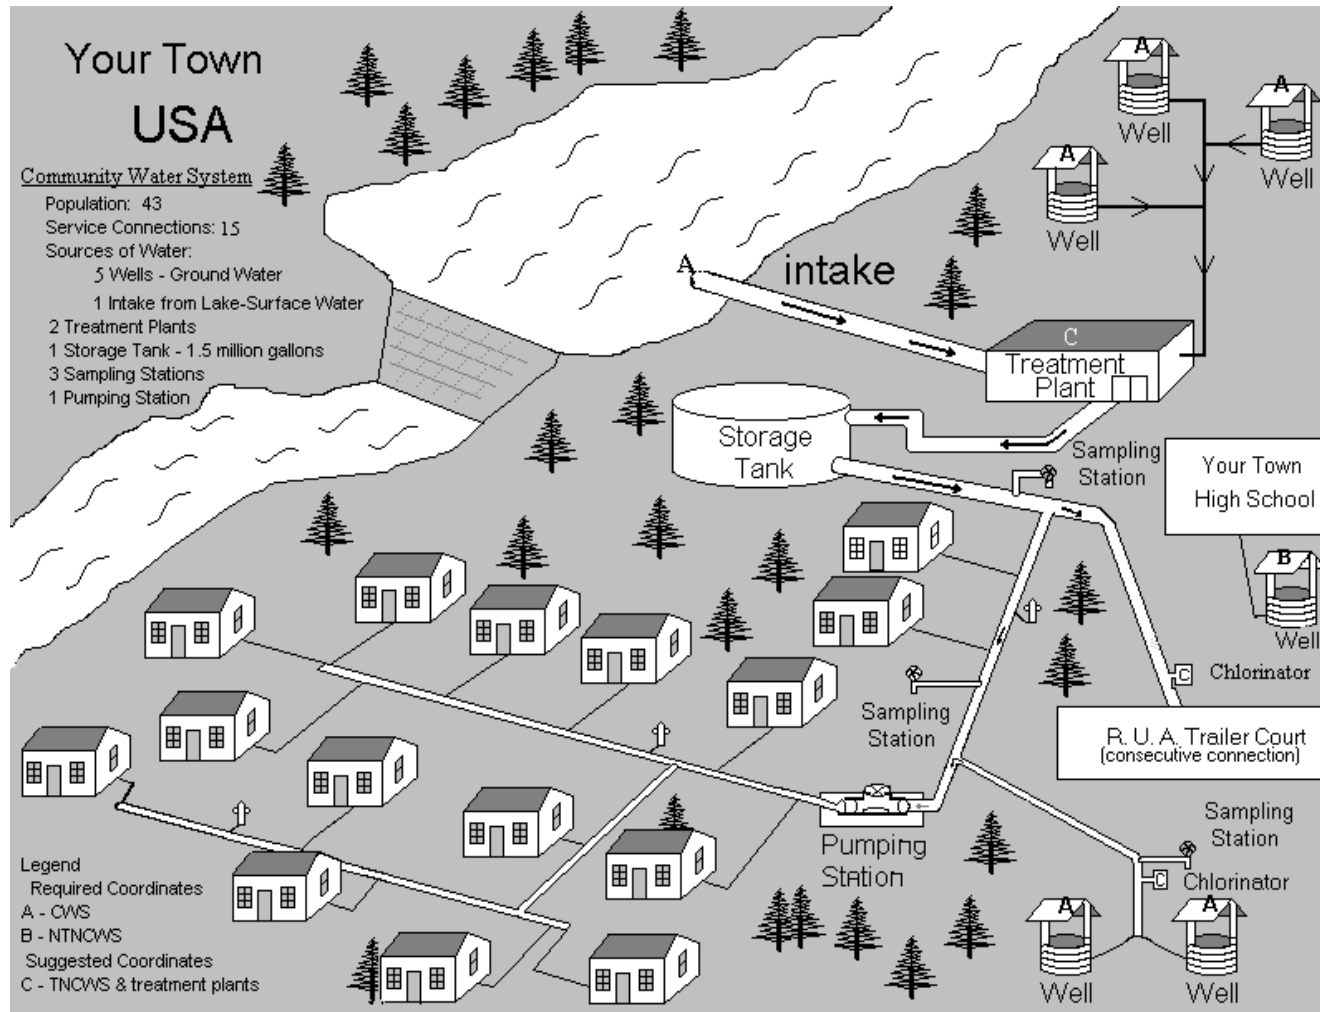 Your Town
USA
Community Water System
Population: 43
Service Connections: 15
Sources of Water:
5 Wells - Ground Water
1 Intake from Lake-Surface Water
2 Treatment Plants
1 Storage Tank - 1.5 million gallons
3 Sampling Stations
1 Pumping Station
A
Well
A
Well
A
Well
A
intake
C
Treatment
Plant
Storage
Tank
Sampling
Station
Your Town
High School
B
Well
C
Chlorinator
Sampling
Station
R. U. A. Trailer Court
(consecutive connection)
Pumping
Station
Sampling
Station
C
Chlorinator
A
Well
A
Well
Legend
Required Coordinates
A - CWS
B - NTNCWS
Suggested Coordinates
C - TNCWS & treatment plants